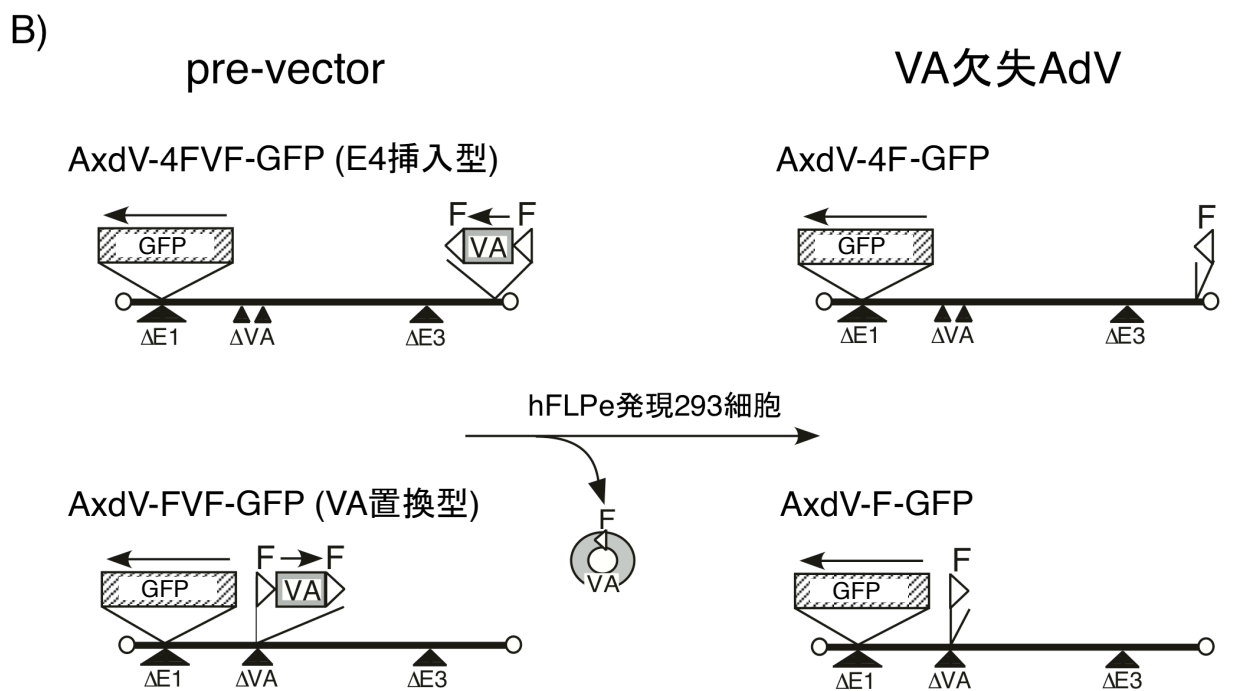 B)
pre-vector
VA欠失AdV
AxdV-4FVF-GFP (E4挿入型)
AxdV-4F-GFP
F F
F
GFP
VA
GFP
ΔE1
ΔVA
ΔE3
ΔE1
ΔVA
ΔE3
hFLPe発現293細胞
AxdV-FVF-GFP (VA置換型)
F
VA
AxdV-F-GFP
F F
F
GFP
VA
GFP
ΔE1
ΔVA
ΔE3
ΔE1
ΔVA
ΔE3